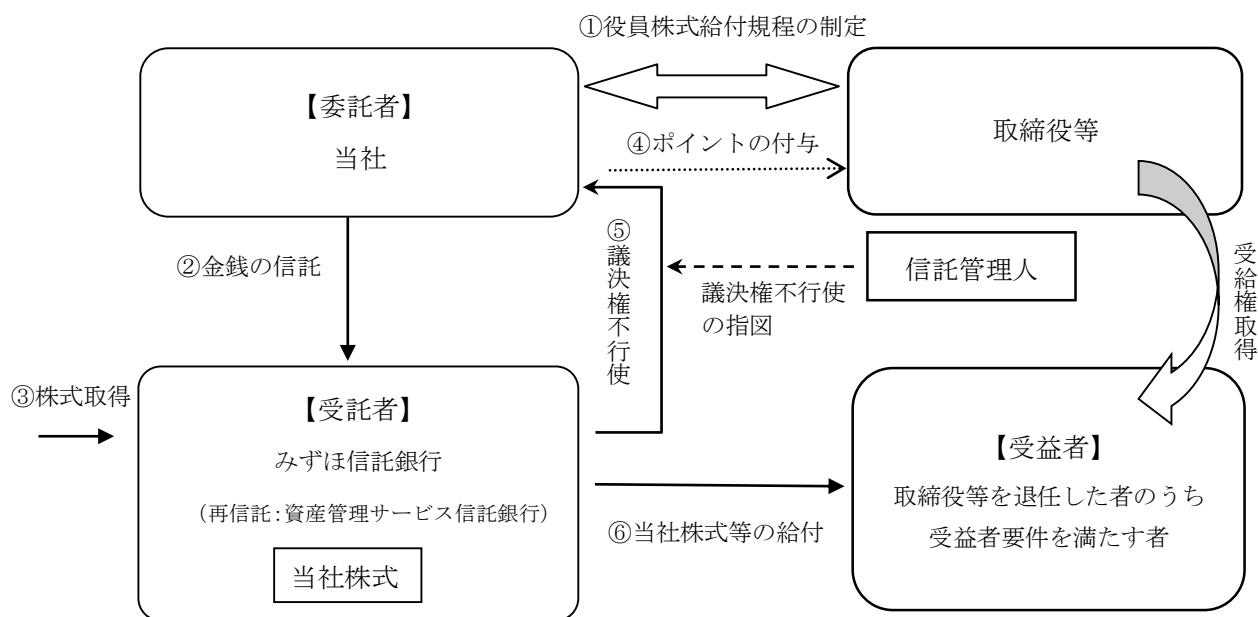 ①役員株式給付規程の制定
【委託者】
当社
取締役等
④ポイントの付与
②金銭の信託
⑤議決権不行使
議決権不行使
の指図
信託管理人
受給権取得
③株式取得
【受託者】
みずほ信託銀行
(再信託:資産管理サービス信託銀行)
当社株式
⑥当社株式等の給付
【受益者】
取締役等を退任した者のうち
受益者要件を満たす者